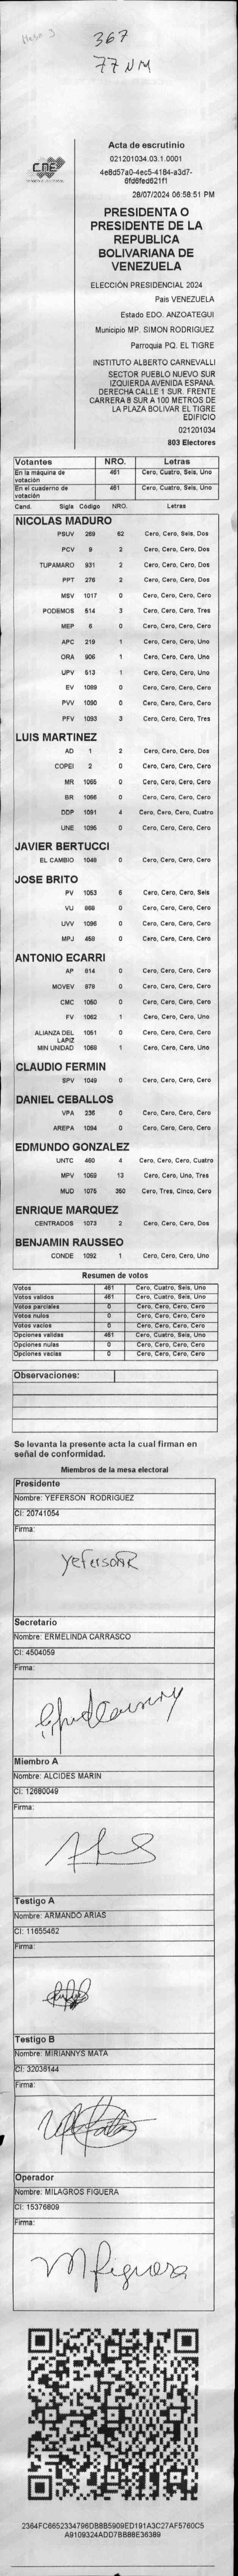 Mesa 3
367
77 NM
CNE
Acta de escrutinio
021201034.03.1.0001
4e8d57a0-4ec5-4184-a3d7-
6fd6fed621f1
28/07/2024 06:58:51 PM
PRESIDENTA O
PRESIDENTE DE LA
REPUBLICA
BOLIVARIANA DE
VENEZUELA
ELECCIÓN PRESIDENCIAL 2024
Pais VENEZUELA
Estado EDO. ANZOATEGUI
Municipio MP. SIMON RODRIGUEZ
Parroquia PQ. EL TIGRE
INSTITUTO ALBERTO CARNEVALLI
SECTOR PUEBLO NUEVO SUR
IZQUIERDA AVENIDA ESPANA.
DERECHA CALLE 1 SUR. FRENTE
CARRERA 8 SUR A 100 METROS DE
LA PLAZA BOLIVAR EL TIGRE
EDIFICIO
021201034
803 Electores
Votantes NRO. Letras
En la máquina de votación 461 Cero, Cuatro, Seis, Uno
En el cuaderno de votación 461 Cero, Cuatro, Seis, Uno
Cand. Sigla Código NRO. Letras
NICOLAS MADURO
PSUV 269 62 Cero, Cero, Seis, Dos
PCV 9 2 Cero, Cero, Cero, Dos
TUPAMARO 931 2 Cero, Cero, Cero, Dos
PPT 276 2 Cero, Cero, Cero, Dos
MSV 1017 0 Cero, Cero, Cero, Cero
PODEMOS 514 3 Cero, Cero, Cero, Tres
MEP 6 0 Cero, Cero, Cero, Cero
APC 219 1 Cero, Cero, Cero, Uno
ORA 906 1 Cero, Cero, Cero, Uno
UPV 513 1 Cero, Cero, Cero, Uno
EV 1089 0 Cero, Cero, Cero, Cero
PVV 1090 0 Cero, Cero, Cero, Cero
PFV 1093 3 Cero, Cero, Cero, Tres
LUIS MARTINEZ
AD 1 2 Cero, Cero, Cero, Dos
COPEI 2 0 Cero, Cero, Cero, Cero
MR 1065 0 Cero, Cero, Cero, Cero
BR 1066 0 Cero, Cero, Cero, Cero
DDP 1091 4 Cero, Cero, Cero, Cuatro
UNE 1095 0 Cero, Cero, Cero, Cero
JAVIER BERTUCCI
EL CAMBIO 1048 0 Cero, Cero, Cero, Cero
JOSE BRITO
PV 1053 6 Cero, Cero, Cero, Seis
VU 868 0 Cero, Cero, Cero, Cero
UVV 1096 0 Cero, Cero, Cero, Cero
MPJ 458 0 Cero, Cero, Cero, Cero
ANTONIO ECARRI
AP 814 0 Cero, Cero, Cero, Cero
MOVEV 878 0 Cero, Cero, Cero, Cero
CMC 1050 0 Cero, Cero, Cero, Cero
FV 1062 1 Cero, Cero, Cero, Uno
ALIANZA DEL LAPIZ 1051 0 Cero, Cero, Cero, Cero
MIN UNIDAD 1068 1 Cero, Cero, Cero, Uno
CLAUDIO FERMIN
SPV 1049 0 Cero, Cero, Cero, Cero
DANIEL CEBALLOS
VPA 236 0 Cero, Cero, Cero, Cero
AREPA 1094 0 Cero, Cero, Cero, Cero
EDMUNDO GONZALEZ
UNTC 460 4 Cero, Cero, Cero, Cuatro
MPV 1069 13 Cero, Cero, Uno, Tres
MUD 1075 350 Cero, Tres, Cinco, Cero
ENRIQUE MARQUEZ
CENTRADOS 1073 2 Cero, Cero, Cero, Dos
BENJAMIN RAUSSEO
CONDE 1092 1 Cero, Cero, Cero, Uno
Resumen de votos
Votos 461 Cero, Cuatro, Seis, Uno
Votos validos 461 Cero, Cuatro, Seis, Uno
Votos parciales 0 Cero, Cero, Cero, Cero
Votos nulos 0 Cero, Cero, Cero, Cero
Votos vacios 0 Cero, Cero, Cero, Cero
Opciones validas 461 Cero, Cuatro, Seis, Uno
Opciones nulas 0 Cero, Cero, Cero, Cero
Opciones vacias 0 Cero, Cero, Cero, Cero
Observaciones:
Se levanta la presente acta la cual firman en
señal de conformidad.
Miembros de la mesa electoral
Presidente
Nombre: YEFERSON RODRIGUEZ
CI: 20741054
Firma:
YefersonR
Secretario
Nombre: ERMELINDA CARRASCO
CI: 4504059
Firma:
Miembro A
Nombre: ALCIDES MARIN
CI: 12680049
Firma:
Testigo A
Nombre: ARMANDO ARIAS
CI: 11655462
Firma:
Testigo B
Nombre: MIRIANNYS MATA
CI: 32036144
Firma:
Operador
Nombre: MILAGROS FIGUERA
CI: 15376809
Firma:
MFiguera
2364FC6652334796DB8B5909ED191A3C27AF5760C5
A9109324ADD7BBB8E36389